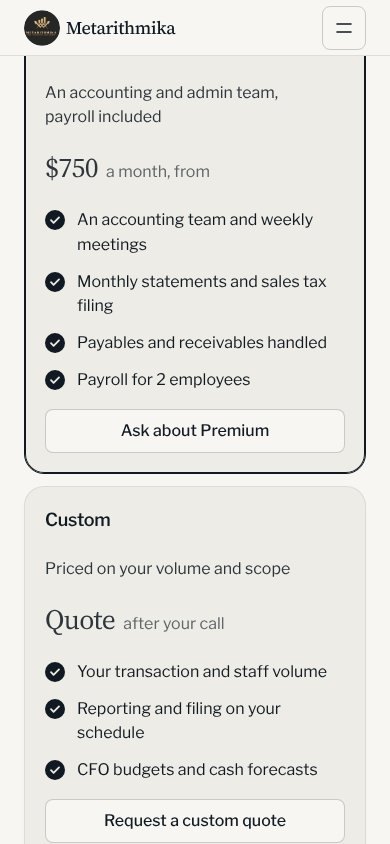 METARITHMIKA
Metarithmika
An accounting and admin team,
payroll included
$750 a month, from
An accounting team and weekly
meetings
Monthly statements and sales tax
filing
Payables and receivables handled
Payroll for 2 employees
Ask about Premium
Custom
Priced on your volume and scope
Quote after your call
Your transaction and staff volume
Reporting and filing on your
schedule
CFO budgets and cash forecasts
Request a custom quote